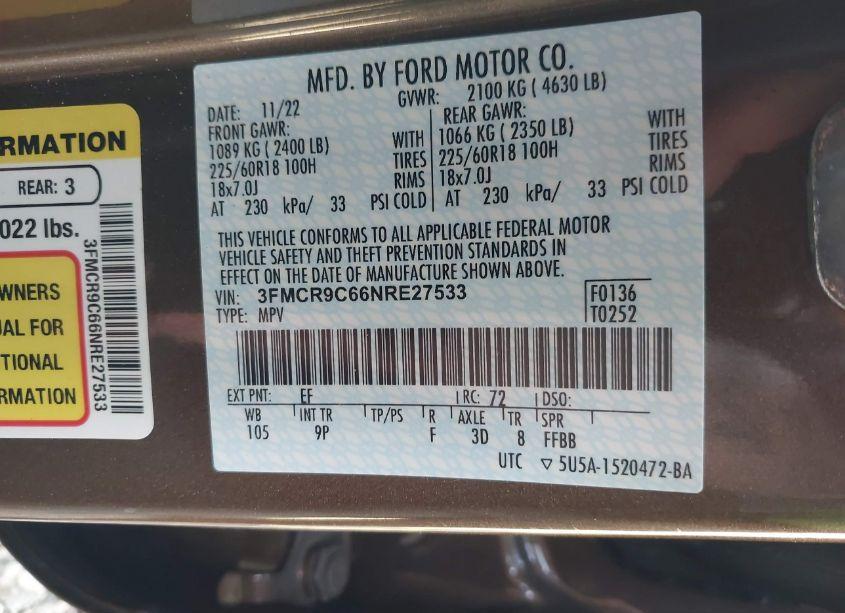 RMATION
REAR: 3
022 lbs.
WNERS
UAL FOR
TIONAL
RMATION
3FMCR9C66NRE27533
MFD. BY FORD MOTOR CO.
DATE: 11/22 GVWR: 2100 KG ( 4630 LB)
FRONT GAWR: WITH REAR GAWR: WITH
1089 KG ( 2400 LB) TIRES 1066 KG ( 2350 LB) TIRES
225/60R18 100H RIMS 225/60R18 100H RIMS
18x7.0J 18x7.0J
AT 230 kPa/ 33 PSI COLD AT 230 kPa/ 33 PSI COLD
THIS VEHICLE CONFORMS TO ALL APPLICABLE FEDERAL MOTOR
VEHICLE SAFETY AND THEFT PREVENTION STANDARDS IN
EFFECT ON THE DATE OF MANUFACTURE SHOWN ABOVE.
VIN: 3FMCR9C66NRE27533 F0136
TYPE: MPV T0252
EXT PNT: EF RC: 72 DSO:
WB INT TR TP/PS R AXLE TR SPR
105 9P F 3D 8 FFBB
UTC ▽ 5U5A-1520472-BA